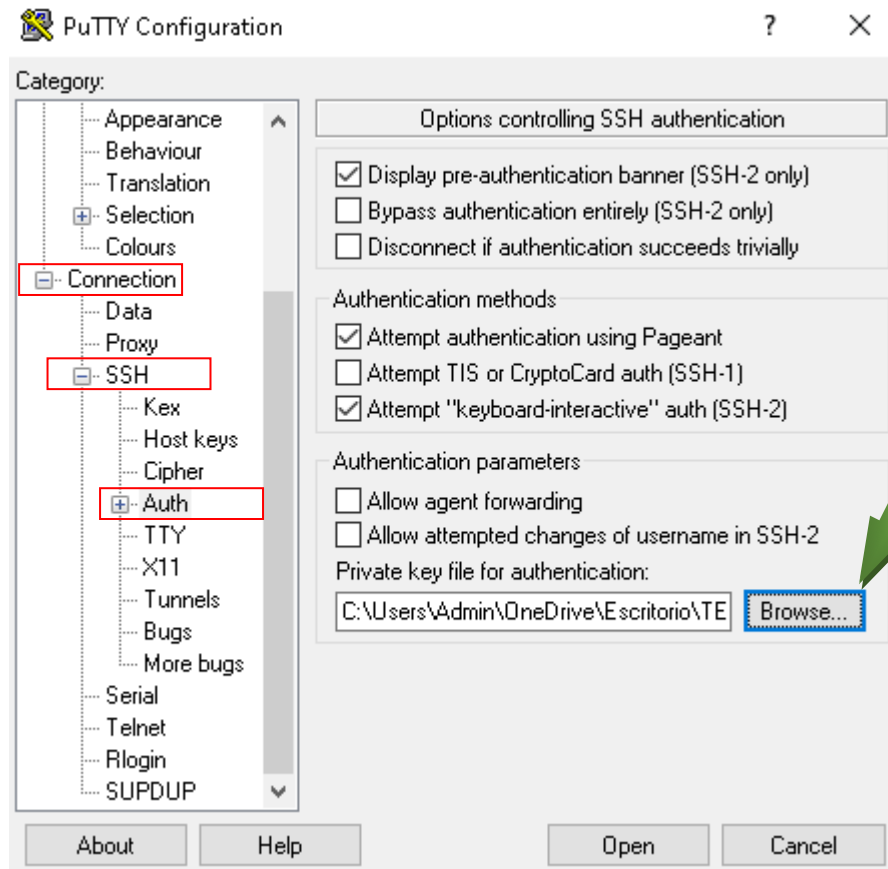 PuTTY Configuration
?
Category:
Appearance
Behaviour
Translation
Selection
Colours
Connection
Data
Proxy
SSH
Kex
Host keys
Cipher
Auth
TTY
X11
Tunnels
Bugs
More bugs
Serial
Telnet
Rlogin
SUPDUP
Options controlling SSH authentication
Display pre-authentication banner (SSH-2 only)
Bypass authentication entirely (SSH-2 only)
Disconnect if authentication succeeds trivially
Authentication methods
Attempt authentication using Pageant
Attempt TIS or CryptoCard auth (SSH-1)
Attempt "keyboard-interactive" auth (SSH-2)
Authentication parameters
Allow agent forwarding
Allow attempted changes of username in SSH-2
Private key file for authentication:
C:\Users\Admin\OneDrive\Escritorio\TE
Browse...
About
Help
Open
Cancel